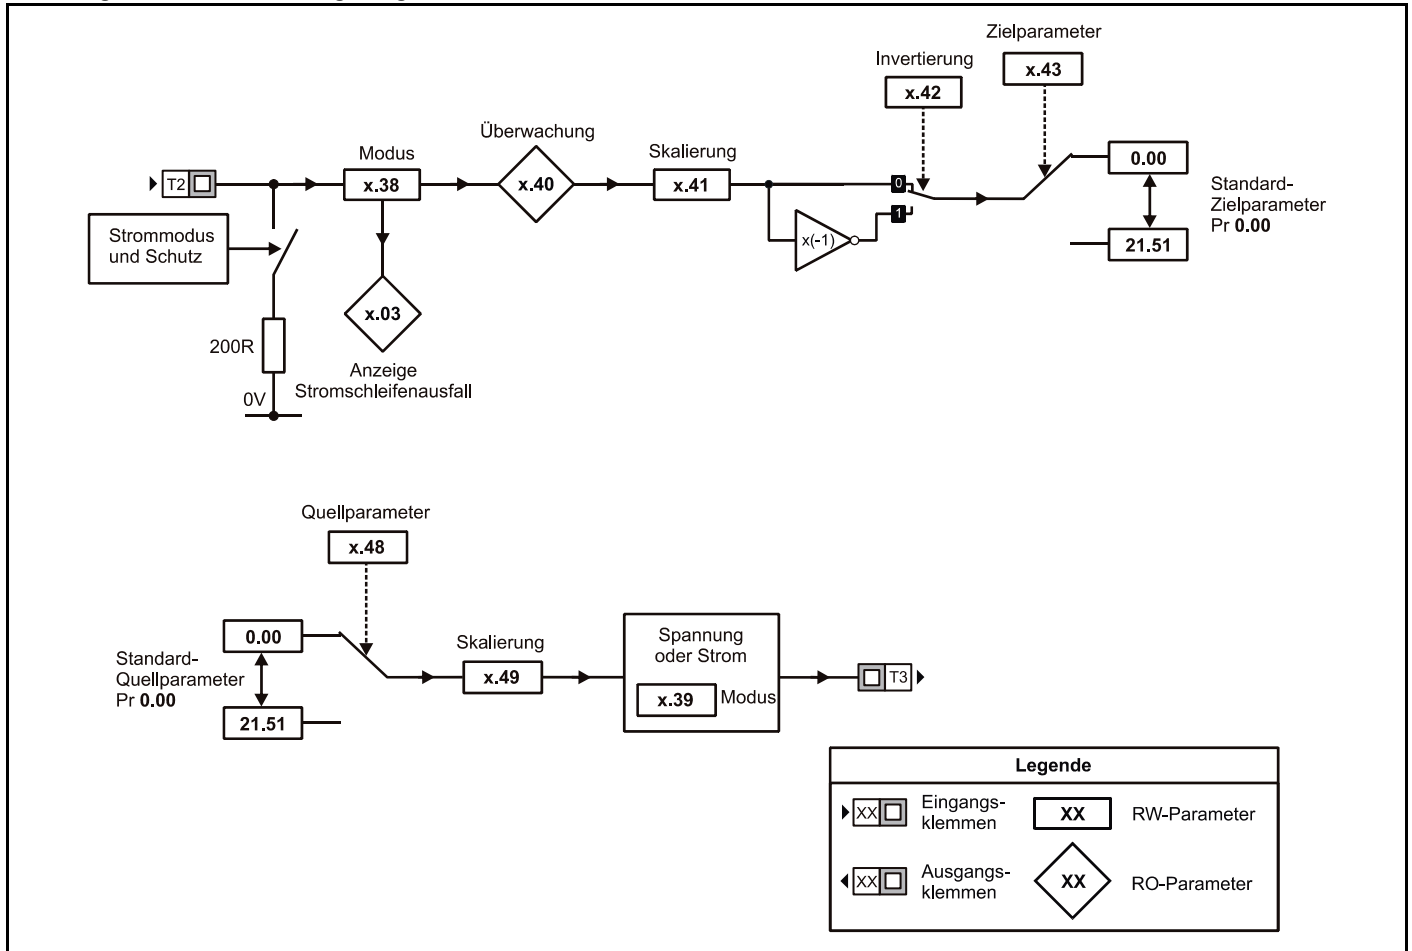 Zielparameter
x.43
Invertierung
x.42
Überwachung
Modus
Skalierung
T2
x.38
x.40
x.41
0
1
x(-1)
0.00
21.51
Standard-
Zielparameter
Pr 0.00
Strommodus
und Schutz
x.03
200R
0V
Anzeige
Stromschleifenausfall
Quellparameter
x.48
0.00
21.51
Standard-
Quellparameter
Pr 0.00
Skalierung
x.49
Spannung
oder Strom
x.39 Modus
T3
Legende
XX
Eingangs-
klemmen
XX
RW-Parameter
XX
Ausgangs-
klemmen
XX
RO-Parameter